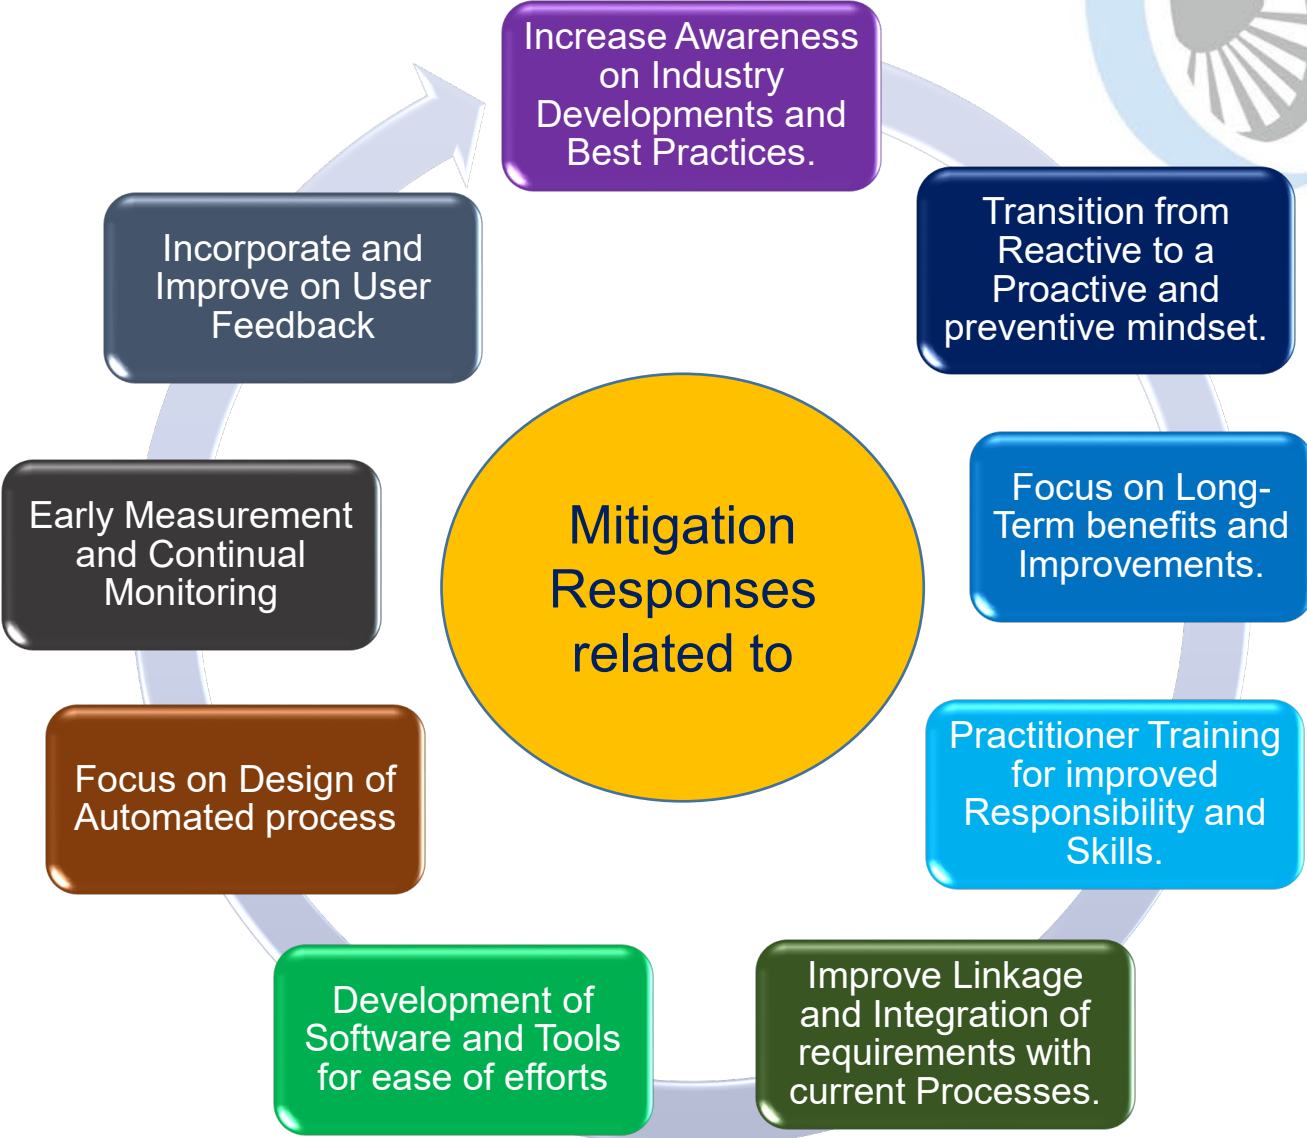 Increase Awareness
on Industry
Developments and
Best Practices.
Transition from
Reactive to a
Proactive and
preventive mindset.
Focus on Long-
Term benefits and
Improvements.
Practitioner Training
for improved
Responsibility and
Skills.
Improve Linkage
and Integration of
requirements with
current Processes.
Development of
Software and Tools
for ease of efforts
Focus on Design of
Automated process
Early Measurement
and Continual
Monitoring
Incorporate and
Improve on User
Feedback
Mitigation
Responses
related to